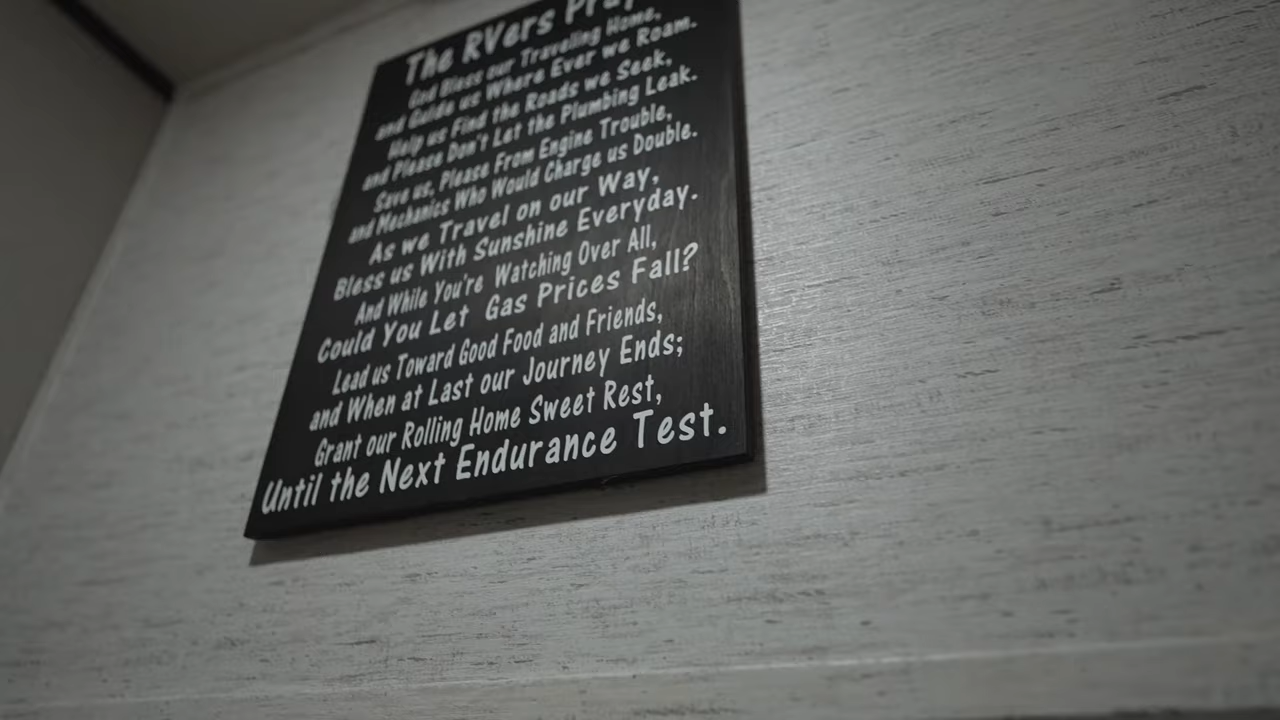 The RVers Pray
God Bless our Traveling Home,
and Guide us Where Ever we Roam.
Help us Find the Roads we Seek,
and Please Don't Let the Plumbing Leak.
Save us, Please From Engine Trouble,
and Mechanics Who Would Charge us Double.
As we Travel on our Way,
Bless us With Sunshine Everyday.
And While You're Watching Over All,
Could You Let Gas Prices Fall?
Lead us Toward Good Food and Friends,
and When at Last our Journey Ends;
Grant our Rolling Home Sweet Rest,
Until the Next Endurance Test.